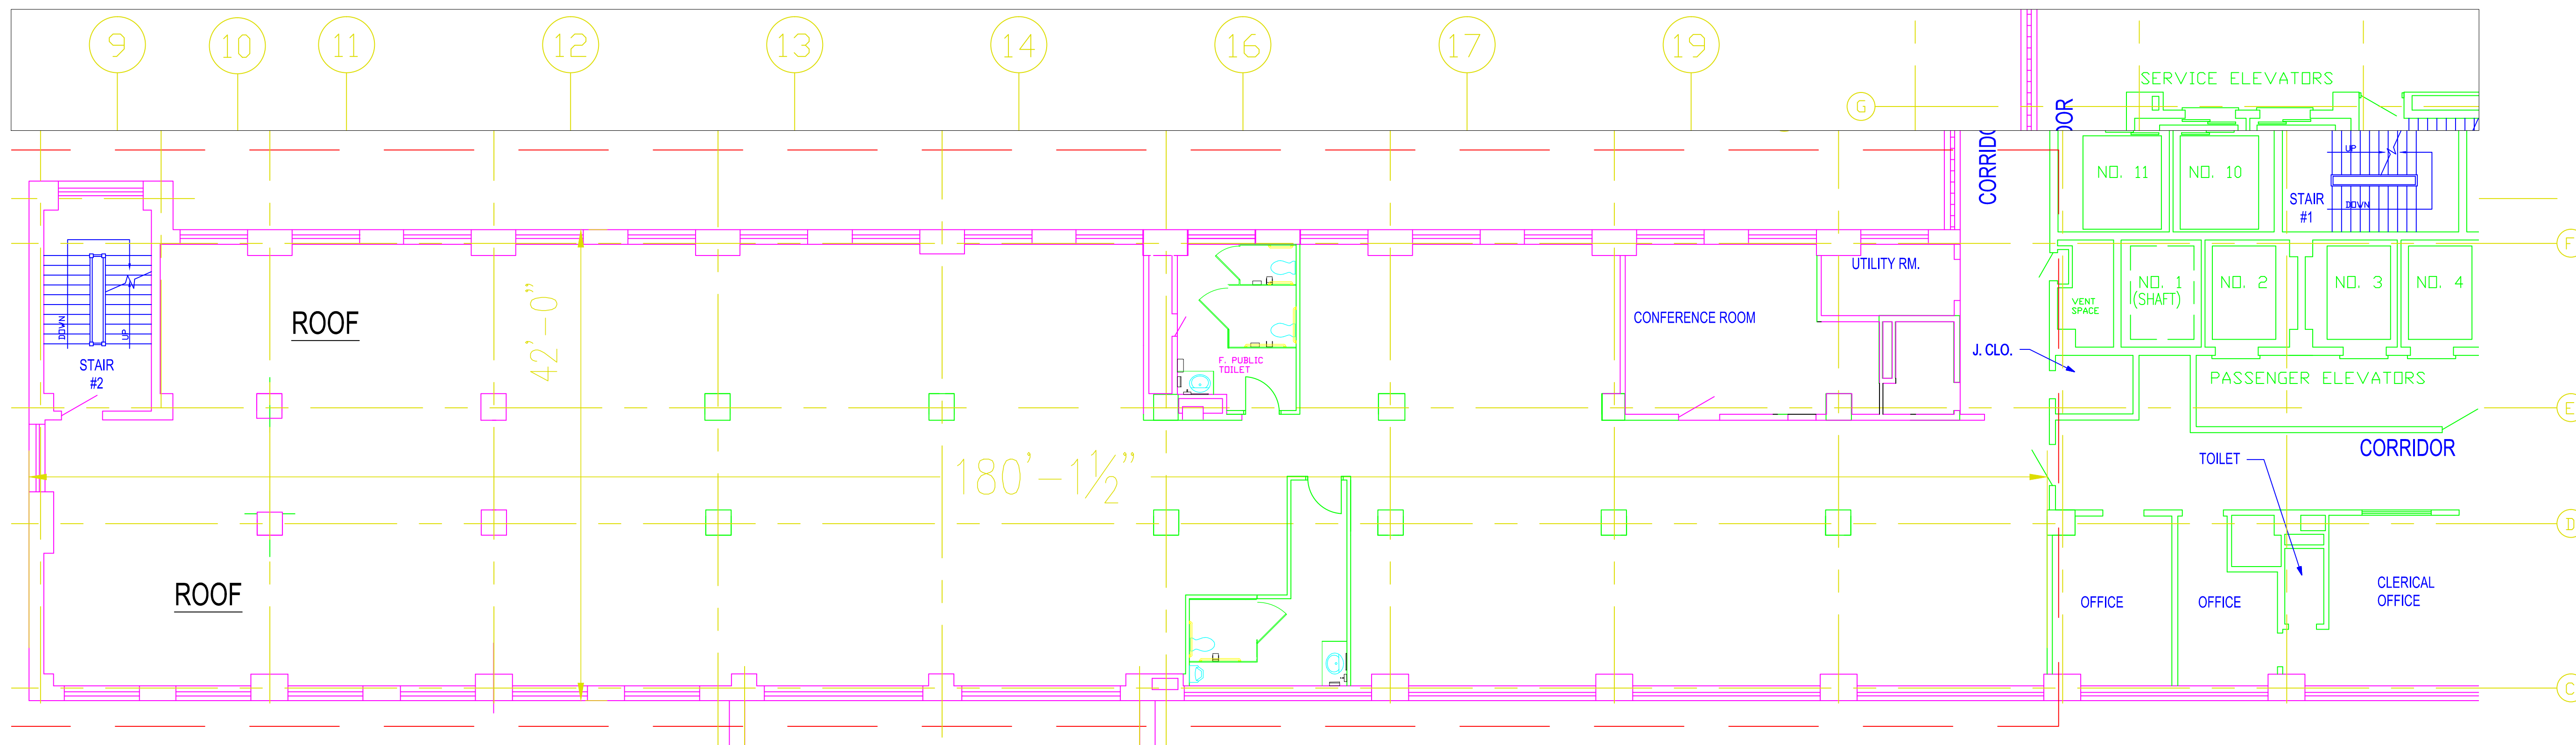 9 10 11 12 13 14 16 17 19
G
SERVICE ELEVATORS
CORRIDOR
NO. 11
NO. 10
UP
DOWN
STAIR
#1
F
UTILITY RM.
NO. 1
(SHAFT)
NO. 2
NO. 3
NO. 4
VENT
SPACE
ROOF
42'-0"
DOWN
UP
STAIR
#2
CONFERENCE ROOM
F. PUBLIC
TOILET
J. CLO.
PASSENGER ELEVATORS
E
CORRIDOR
TOILET
180'-1½"
D
ROOF
OFFICE
OFFICE
CLERICAL
OFFICE
C